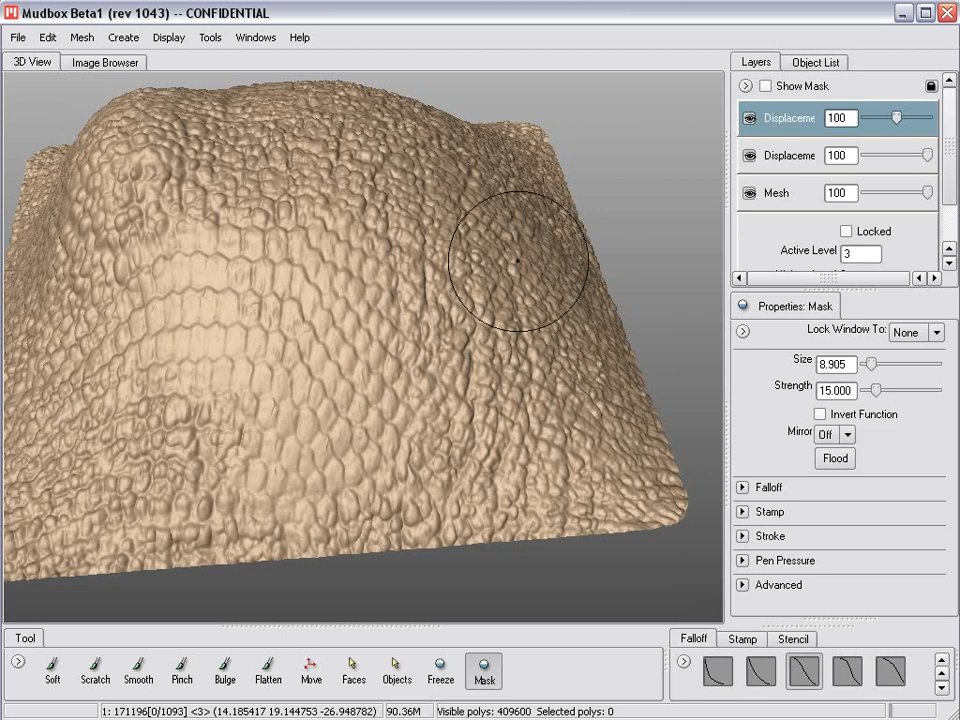 Mudbox Beta1 (rev 1043) -- CONFIDENTIAL
File Edit Mesh Create Display Tools Windows Help
3D View Image Browser
Layers Object List
Show Mask
Displaceme 100
Displaceme 100
Mesh 100
Locked
Active Level 3
Properties: Mask
Lock Window To: None
Size 8.905
Strength 15.000
Invert Function
Mirror Off
Flood
Falloff
Stamp
Stroke
Pen Pressure
Advanced
Tool
Soft Scratch Smooth Pinch Bulge Flatten Move Faces Objects Freeze Mask
Falloff Stamp Stencil
1: 171196[0/1093] <3> (14.185417 19.144753 -26.948782) 90.36M Visible polys: 409600 Selected polys: 0